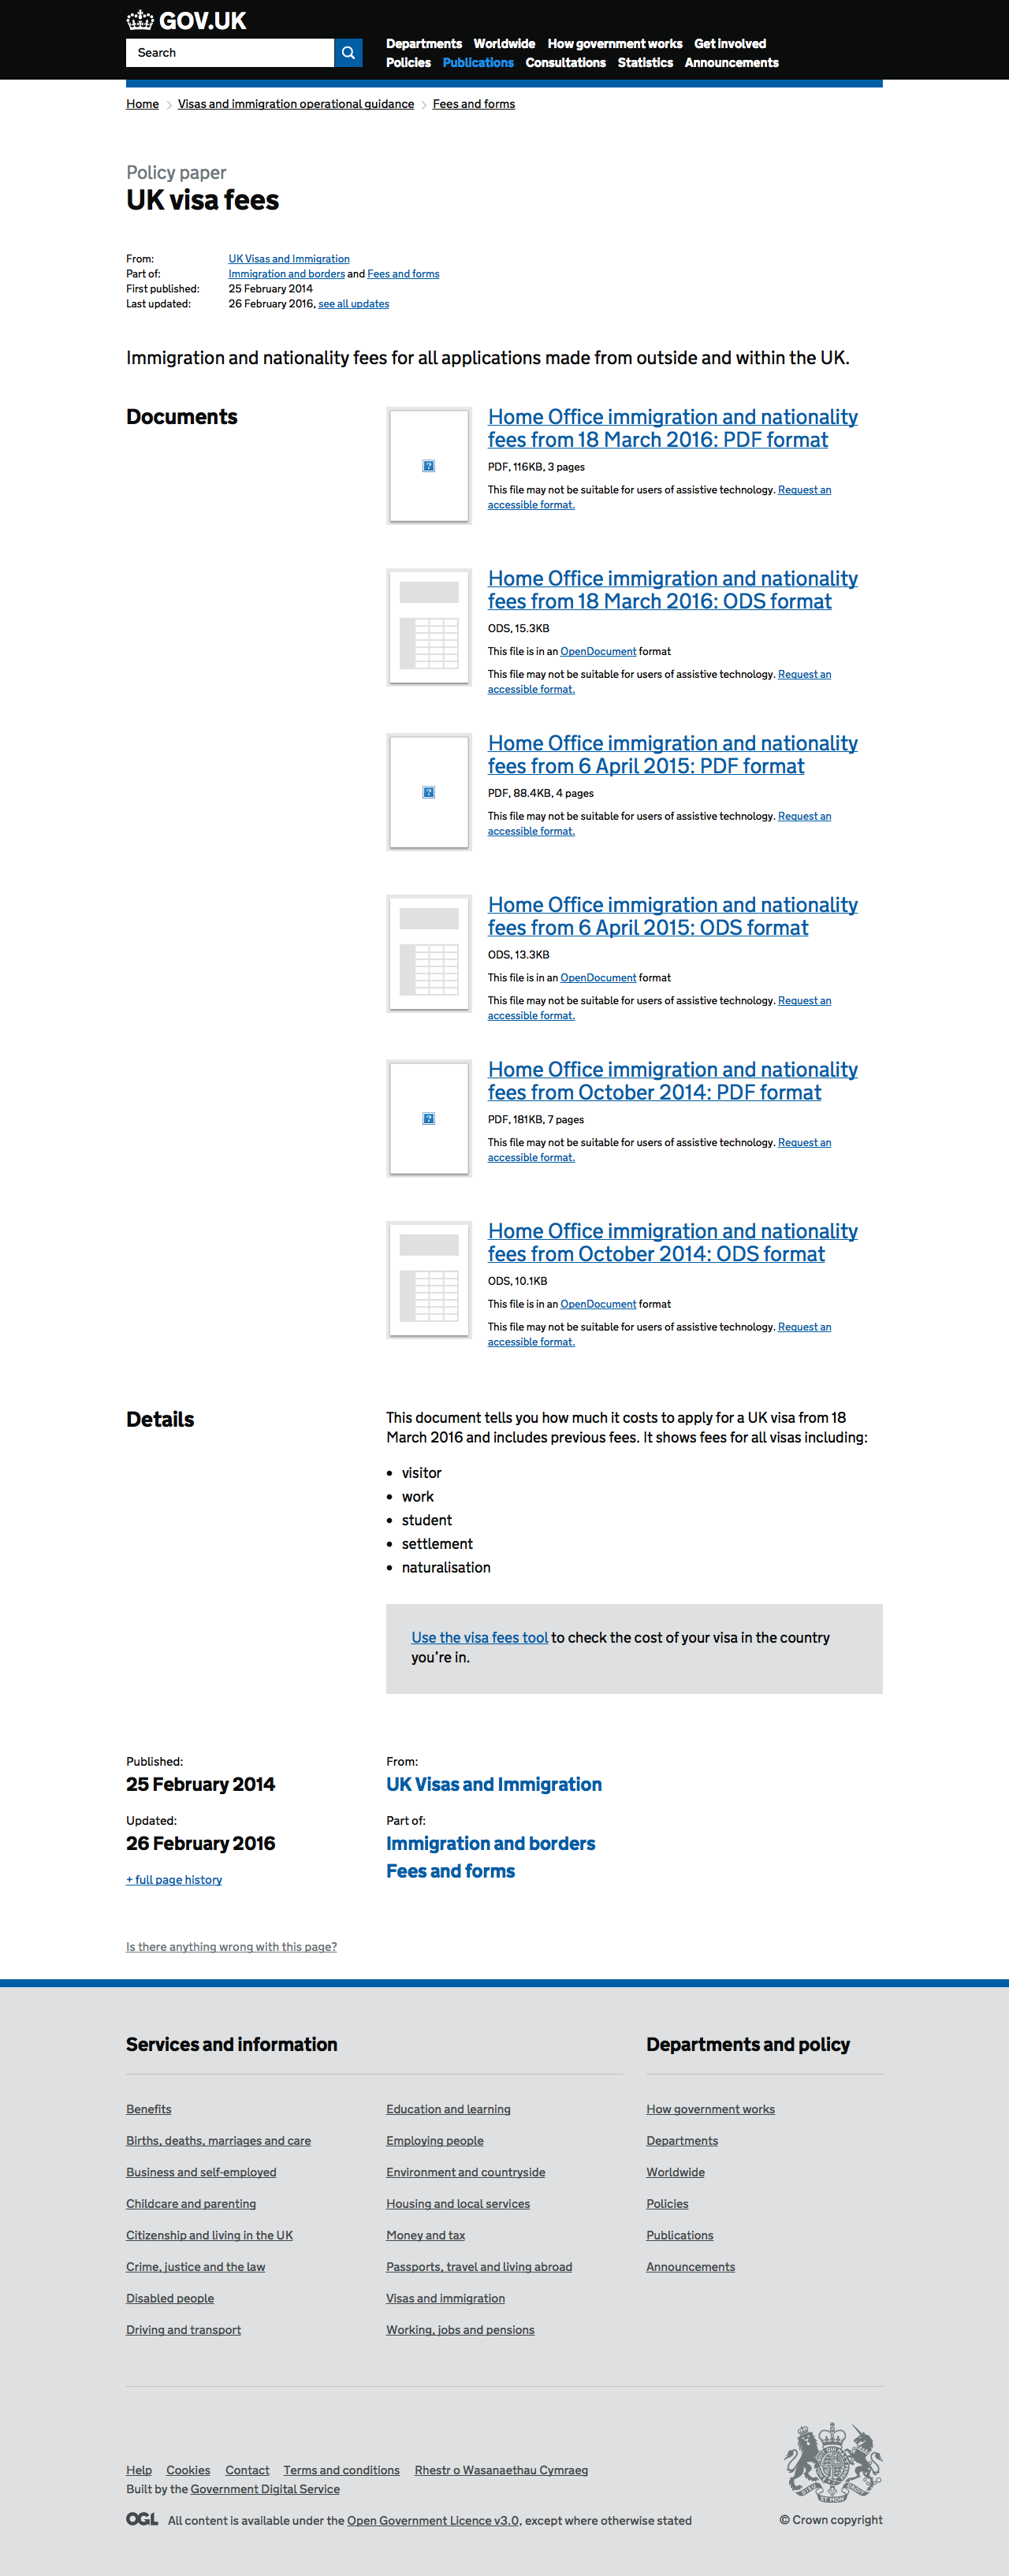 GOV.UK
Search
Departments Worldwide How government works Get involved
Policies Publications Consultations Statistics Announcements
Home Visas and immigration operational guidance Fees and forms
Policy paper
UK visa fees
From: UK Visas and Immigration
Part of: Immigration and borders and Fees and forms
First published: 25 February 2014
Last updated: 26 February 2016, see all updates
Immigration and nationality fees for all applications made from outside and within the UK.
Documents
Home Office immigration and nationality
fees from 18 March 2016: PDF format
PDF, 116KB, 3 pages
This file may not be suitable for users of assistive technology. Request an
accessible format.
Home Office immigration and nationality
fees from 18 March 2016: ODS format
ODS, 15.3KB
This file is in an OpenDocument format
This file may not be suitable for users of assistive technology. Request an
accessible format.
Home Office immigration and nationality
fees from 6 April 2015: PDF format
PDF, 88.4KB, 4 pages
This file may not be suitable for users of assistive technology. Request an
accessible format.
Home Office immigration and nationality
fees from 6 April 2015: ODS format
ODS, 13.3KB
This file is in an OpenDocument format
This file may not be suitable for users of assistive technology. Request an
accessible format.
Home Office immigration and nationality
fees from October 2014: PDF format
PDF, 181KB, 7 pages
This file may not be suitable for users of assistive technology. Request an
accessible format.
Home Office immigration and nationality
fees from October 2014: ODS format
ODS, 10.1KB
This file is in an OpenDocument format
This file may not be suitable for users of assistive technology. Request an
accessible format.
Details
This document tells you how much it costs to apply for a UK visa from 18
March 2016 and includes previous fees. It shows fees for all visas including:
• visitor
• work
• student
• settlement
• naturalisation
Use the visa fees tool to check the cost of your visa in the country
you’re in.
Published:
25 February 2014
Updated:
26 February 2016
+ full page history
From:
UK Visas and Immigration
Part of:
Immigration and borders
Fees and forms
Is there anything wrong with this page?
Services and information
Benefits
Births, deaths, marriages and care
Business and self-employed
Childcare and parenting
Citizenship and living in the UK
Crime, justice and the law
Disabled people
Driving and transport
Education and learning
Employing people
Environment and countryside
Housing and local services
Money and tax
Passports, travel and living abroad
Visas and immigration
Working, jobs and pensions
Departments and policy
How government works
Departments
Worldwide
Policies
Publications
Announcements
Help Cookies Contact Terms and conditions Rhestr o Wasanaethau Cymraeg
Built by the Government Digital Service
OGL All content is available under the Open Government Licence v3.0, except where otherwise stated
© Crown copyright